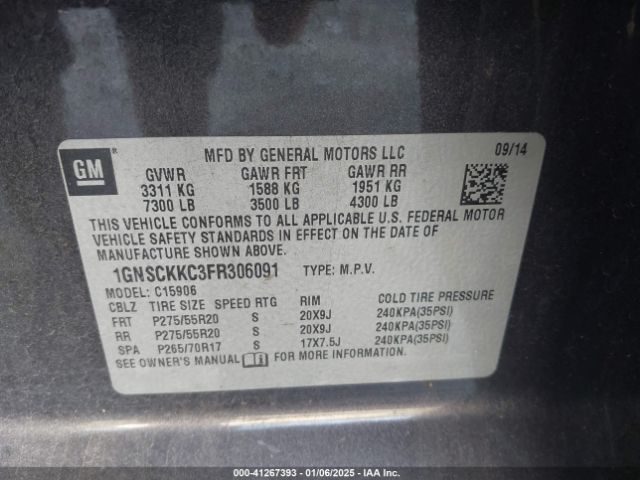 GM®
MFD BY GENERAL MOTORS LLC 09/14
GVWR GAWR FRT GAWR RR
3311 KG 1588 KG 1951 KG
7300 LB 3500 LB 4300 LB
THIS VEHICLE CONFORMS TO ALL APPLICABLE U.S. FEDERAL MOTOR
VEHICLE SAFETY STANDARDS IN EFFECT ON THE DATE OF
MANUFACTURE SHOWN ABOVE.
1GNSCKKC3FR306091 TYPE: M.P.V.
MODEL: C15906
CBLZ TIRE SIZE SPEED RTG RIM COLD TIRE PRESSURE
FRT P275/55R20 S 20X9J 240KPA(35PSI)
RR P275/55R20 S 20X9J 240KPA(35PSI)
SPA P265/70R17 S 17X7.5J 240KPA(35PSI)
SEE OWNER'S MANUAL FOR MORE INFORMATION.
000-41267393 - 01/06/2025 - IAA Inc.